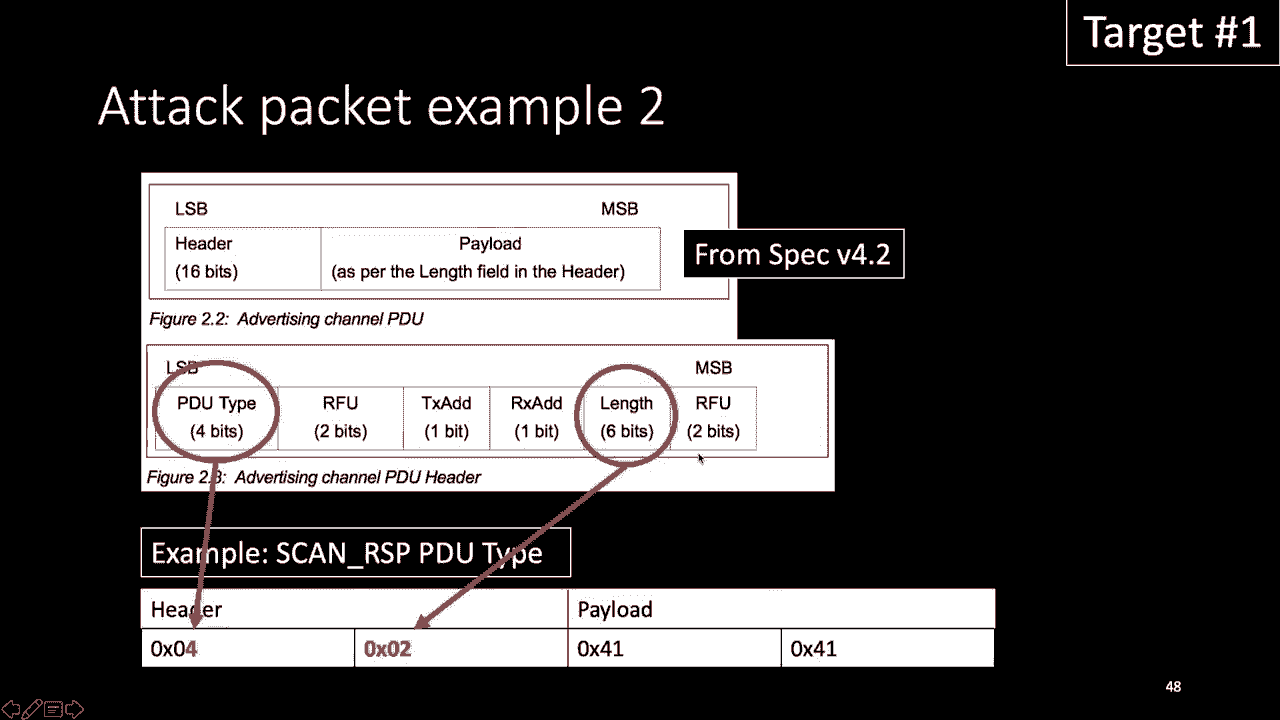 Target #1
Attack packet example 2
LSB MSB
Header Payload
(16 bits) (as per the Length field in the Header)
From Spec v4.2
Figure 2.2: Advertising channel PDU
LSB MSB
PDU Type RFU TxAdd RxAdd Length RFU
(4 bits) (2 bits) (1 bit) (1 bit) (6 bits) (2 bits)
Figure 2.3: Advertising channel PDU Header
Example: SCAN_RSP PDU Type
Header Payload
0x04 0x02 0x41 0x41
48